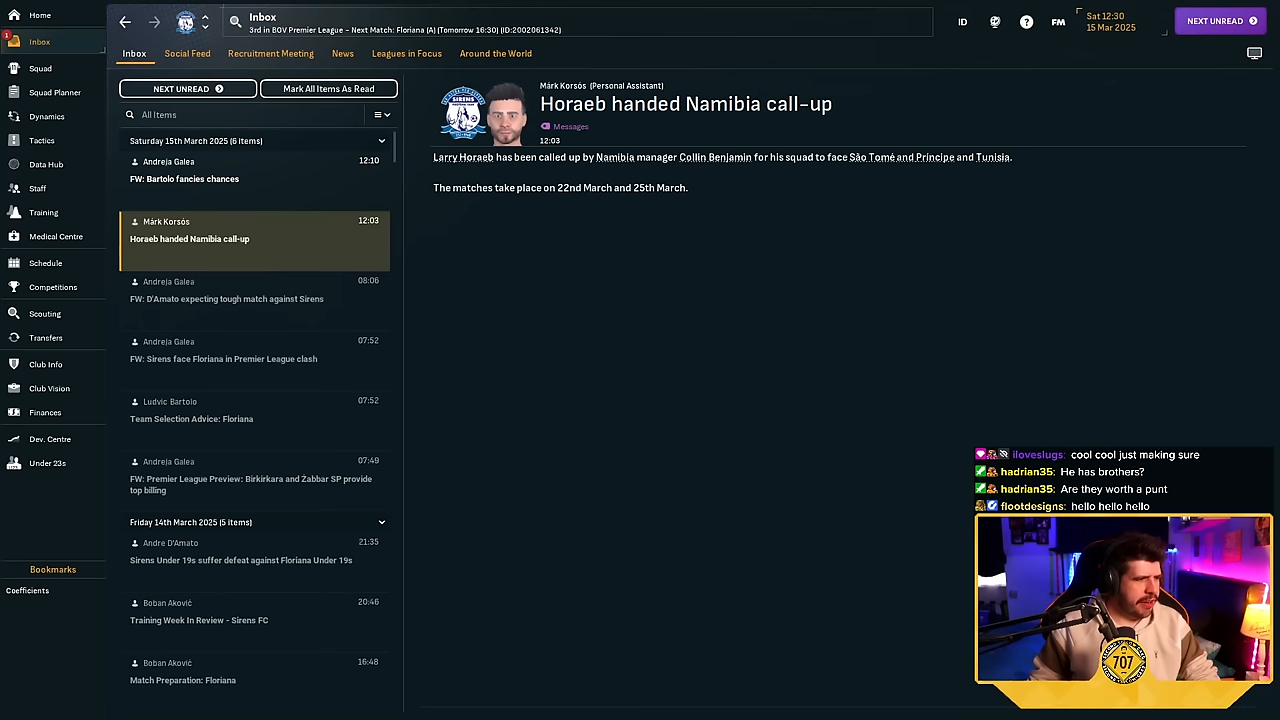 Home
1
Inbox
Squad
Squad Planner
Dynamics
Tactics
Data Hub
Staff
Training
Medical Centre
Schedule
Competitions
Scouting
Transfers
Club Info
Club Vision
Finances
Dev. Centre
Under 23s
Bookmarks
Coefficients
Inbox
3rd in BOV Premier League - Next Match: Floriana (A) (Tomorrow 16:30) (ID:2002061342)
ID
?
FM
Sat 12:30
15 Mar 2025
NEXT UNREAD
Inbox
Social Feed
Recruitment Meeting
News
Leagues in Focus
Around the World
NEXT UNREAD
Mark All Items As Read
All Items
Saturday 15th March 2025 (6 items)
Andreja Galea 12:10
FW: Bartolo fancies chances
Márk Korsós 12:03
Horaeb handed Namibia call-up
Andreja Galea 08:06
FW: D'Amato expecting tough match against Sirens
Andreja Galea 07:52
FW: Sirens face Floriana in Premier League clash
Ludvic Bartolo 07:52
Team Selection Advice: Floriana
Andreja Galea 07:49
FW: Premier League Preview: Birkirkara and Żabbar SP provide
top billing
Friday 14th March 2025 (5 items)
Andre D'Amato 21:35
Sirens Under 19s suffer defeat against Floriana Under 19s
Boban Aković 20:46
Training Week In Review - Sirens FC
Boban Aković 16:48
Match Preparation: Floriana
SIRENS
Márk Korsós (Personal Assistant)
Horaeb handed Namibia call-up
Messages
12:03
Larry Horaeb has been called up by Namibia manager Collin Benjamin for his squad to face São Tomé and Príncipe and Tunisia.
The matches take place on 22nd March and 25th March.
iloveslugs: cool cool just making sure
hadrian35: He has brothers?
hadrian35: Are they worth a punt
flootdesigns: hello hello hello
707